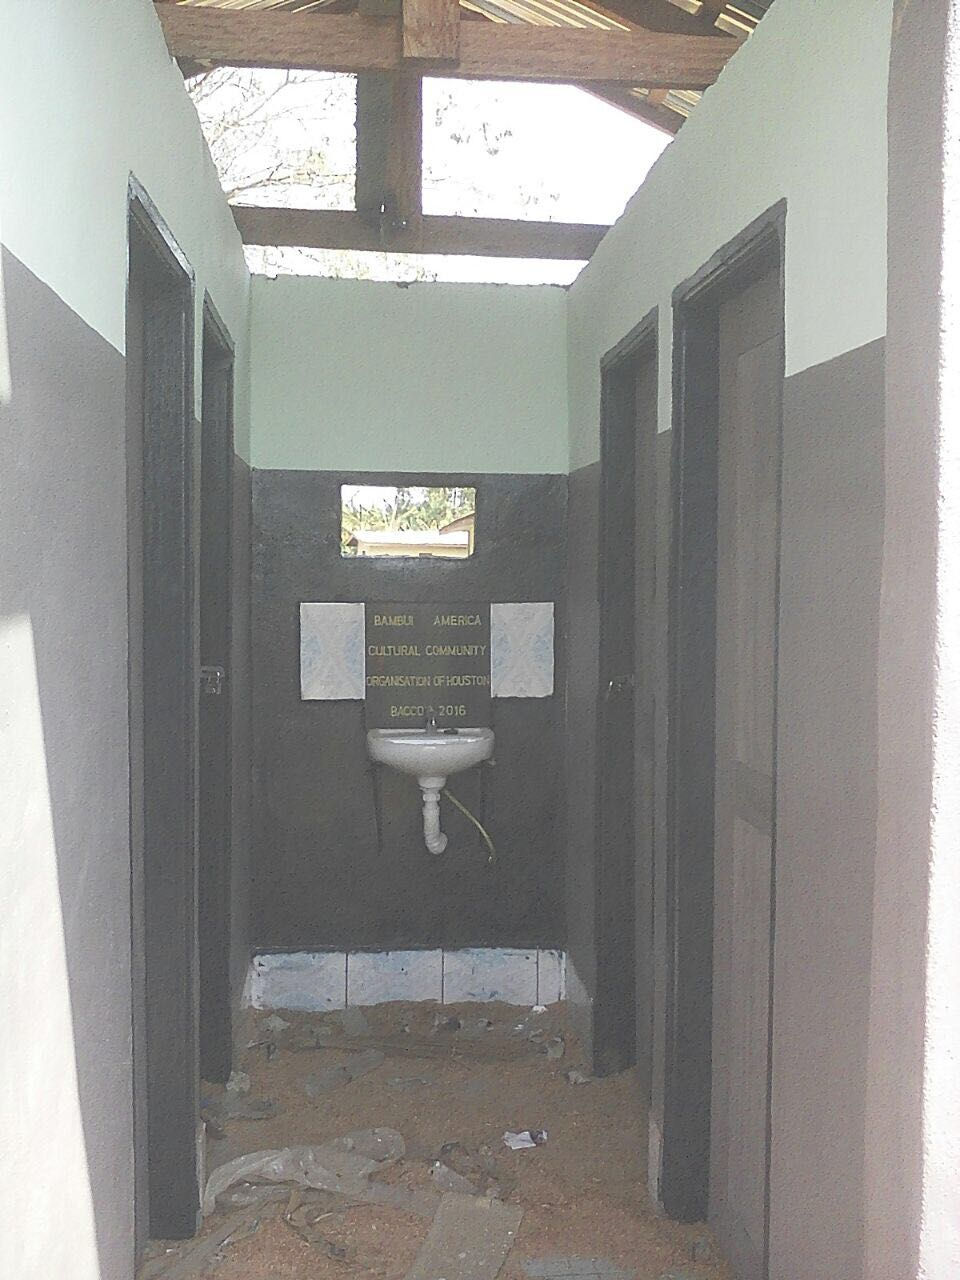 BAMBUI AMERICA
CULTURAL COMMUNITY
ORGANISATION OF HOUSTON
BACCO 2016